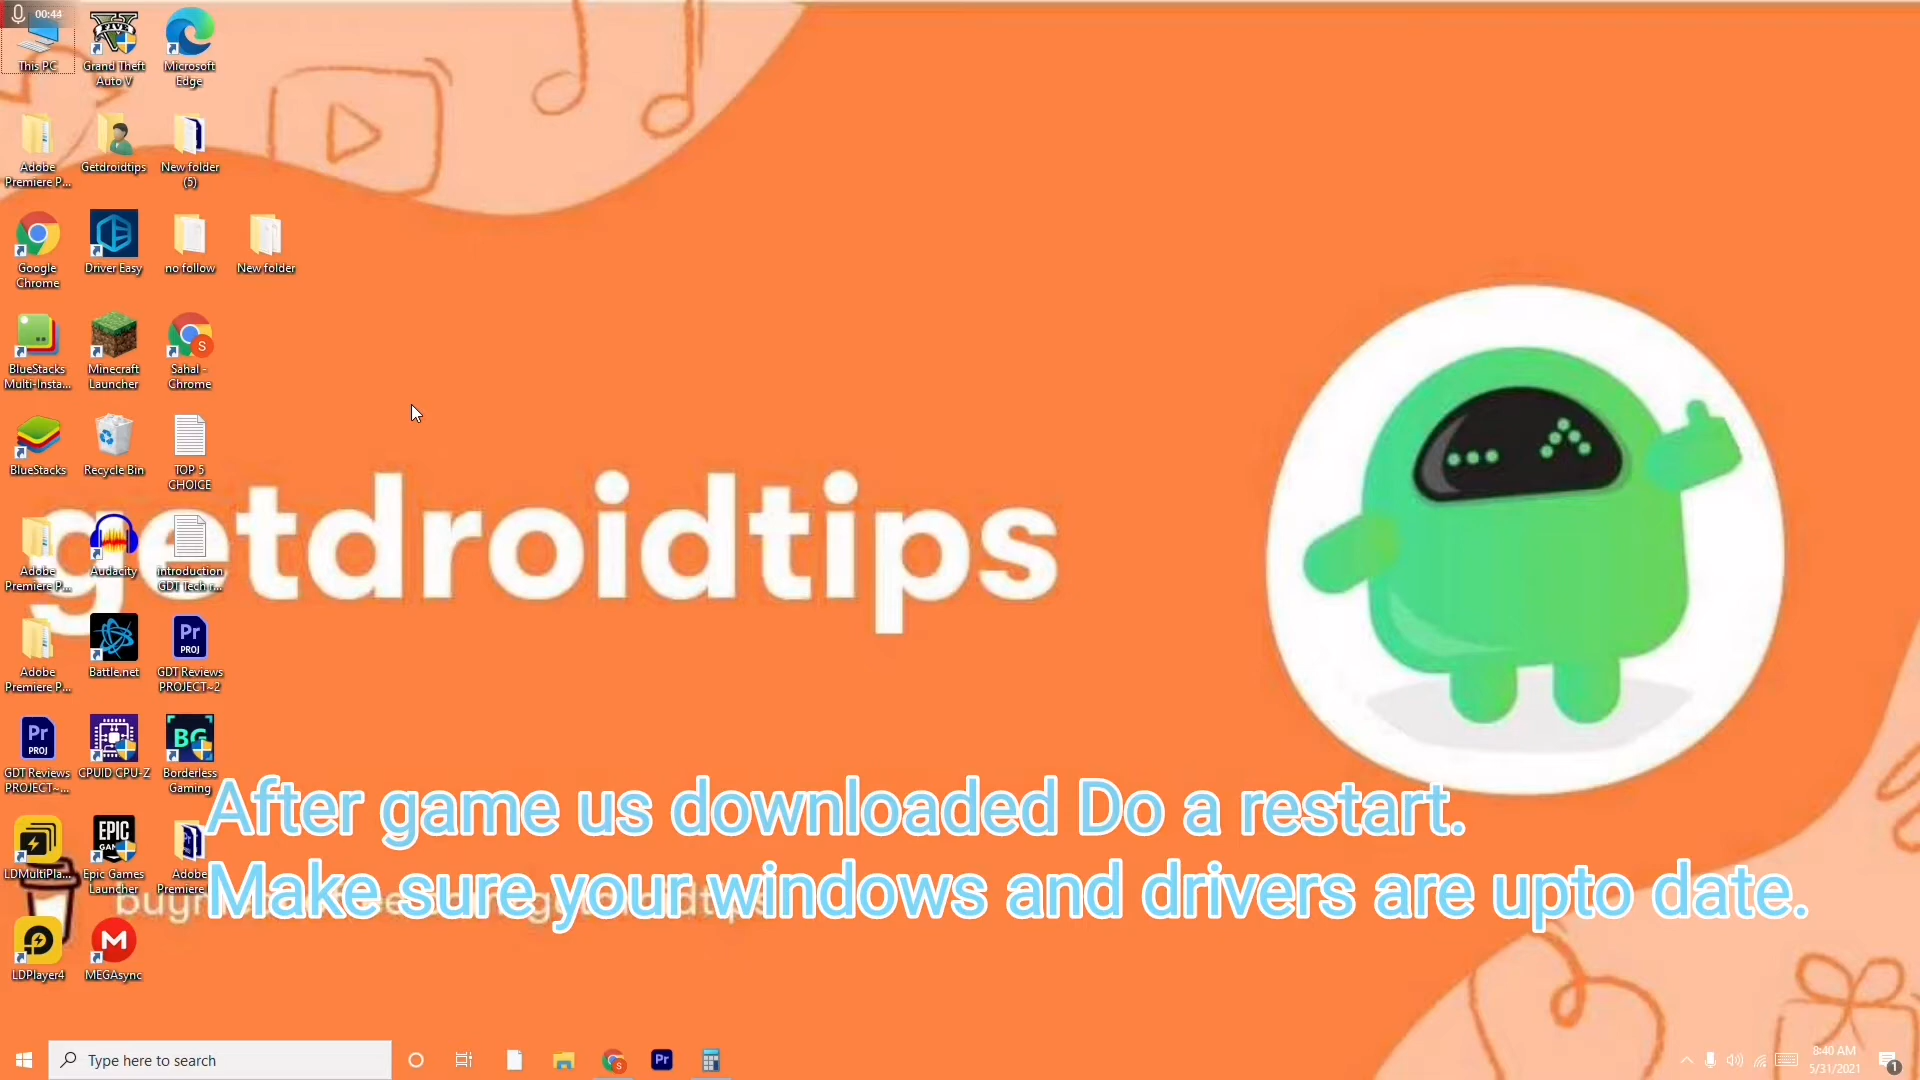 00:44
This PC
Grand Theft
Auto V
Microsoft
Edge
Adobe
Premiere P...
Getdroidtips
New folder
(5)
Google
Chrome
Driver Easy
no follow
New folder
BlueStacks
Multi-Insta...
Minecraft
Launcher
Sahal -
Chrome
BlueStacks
Recycle Bin
TOP 5
CHOICE
getdroidtips
Adobe
Premiere P...
Audacity
introduction
GDT Tech r...
Adobe
Premiere P...
Battle.net
GDT Reviews
PROJECT~2
GDT Reviews
PROJECT~...
CPUID CPU-Z
Borderless
Gaming
After game us downloaded Do a restart.
Make sure your windows and drivers are upto date.
LDMultiPla...
Epic Games
Launcher
Adobe
Premiere
LDPlayer4
MEGAsync
Type here to search
8:40 AM
5/31/2021
1